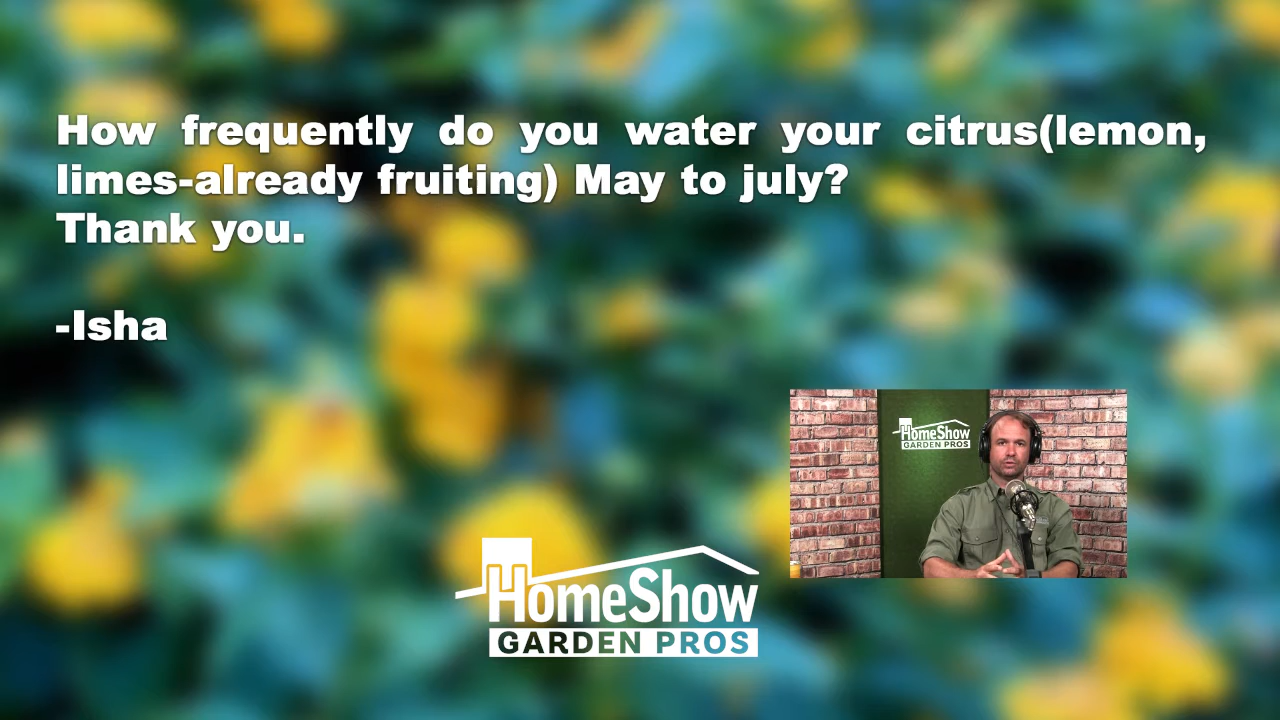 How frequently do you water your citrus(lemon,
limes-already fruiting) May to july?
Thank you.
-Isha
HomeShow
GARDEN PROS
HomeShow
GARDEN PROS